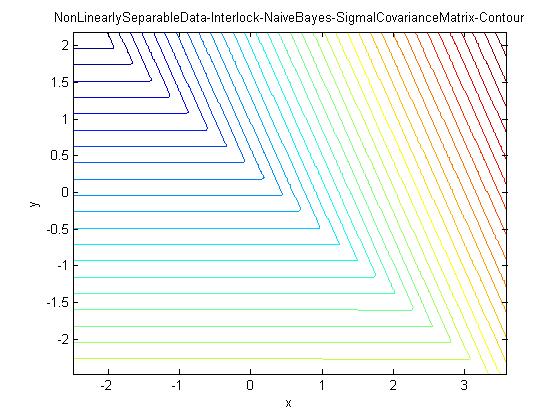 NonLinearlySeparableData-Interlock-NaiveBayes-SigmaICovarianceMatrix-Contour
2
1.5
1
0.5
0
-0.5
-1
-1.5
-2
y
-2 -1 0 1 2 3
x